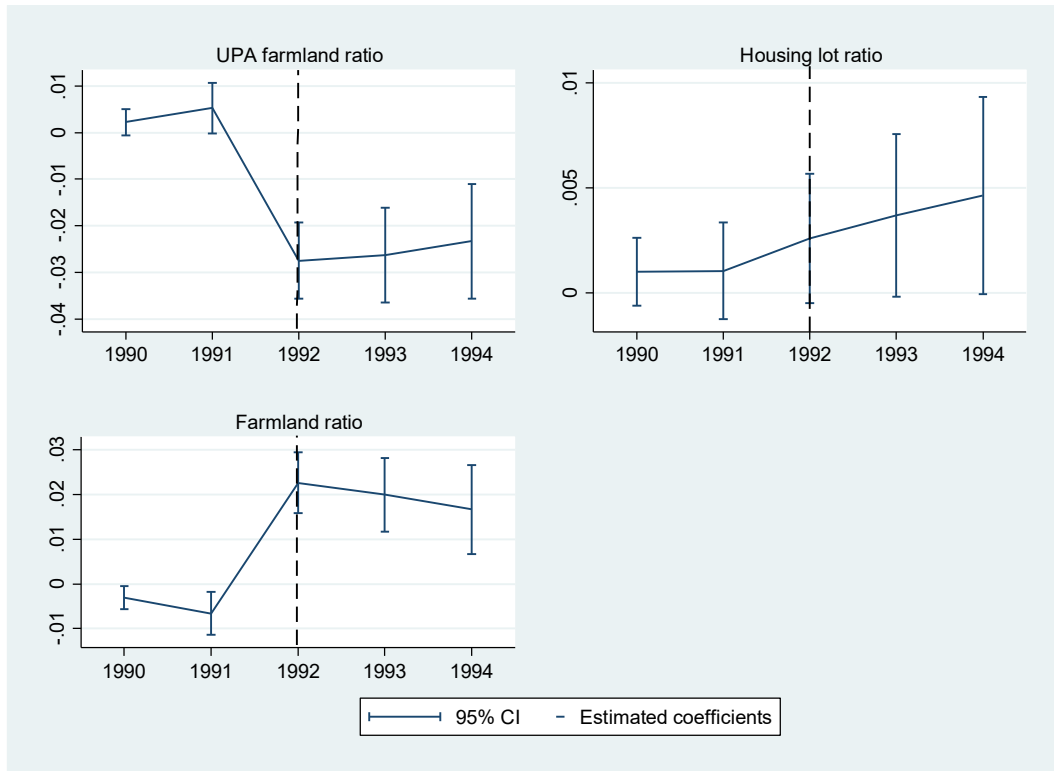 UPA farmland ratio
.01
0
-.01
-.02
-.03
-.04
1990 1991 1992 1993 1994
Housing lot ratio
.01
.005
0
1990 1991 1992 1993 1994
Farmland ratio
.03
.02
.01
0
-.01
1990 1991 1992 1993 1994
95% CI Estimated coefficients